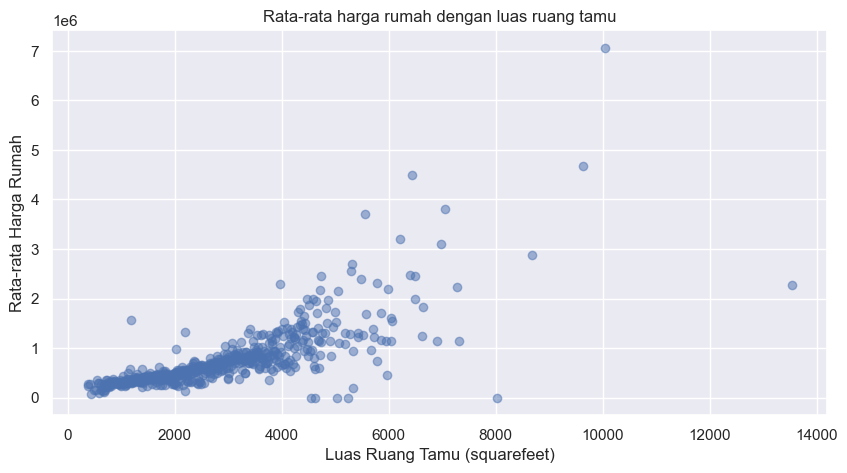 Rata-rata harga rumah dengan luas ruang tamu
1e6
7
6
5
4
3
2
1
0
Rata-rata Harga Rumah
0 2000 4000 6000 8000 10000 12000 14000
Luas Ruang Tamu (squarefeet)